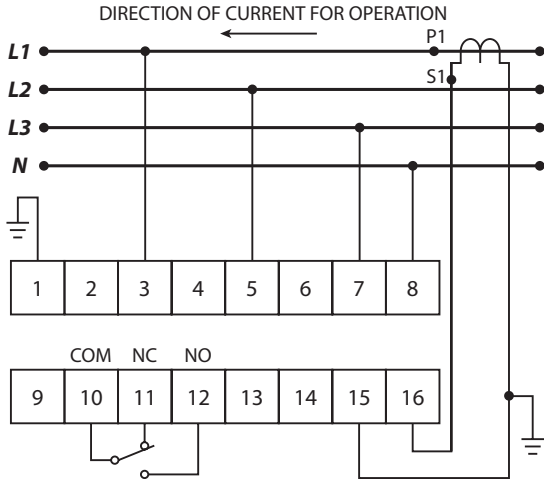 DIRECTION OF CURRENT FOR OPERATION
L1 P1
S1
L2
L3
N
1 2 3 4 5 6 7 8
COM NC NO
9 10 11 12 13 14 15 16